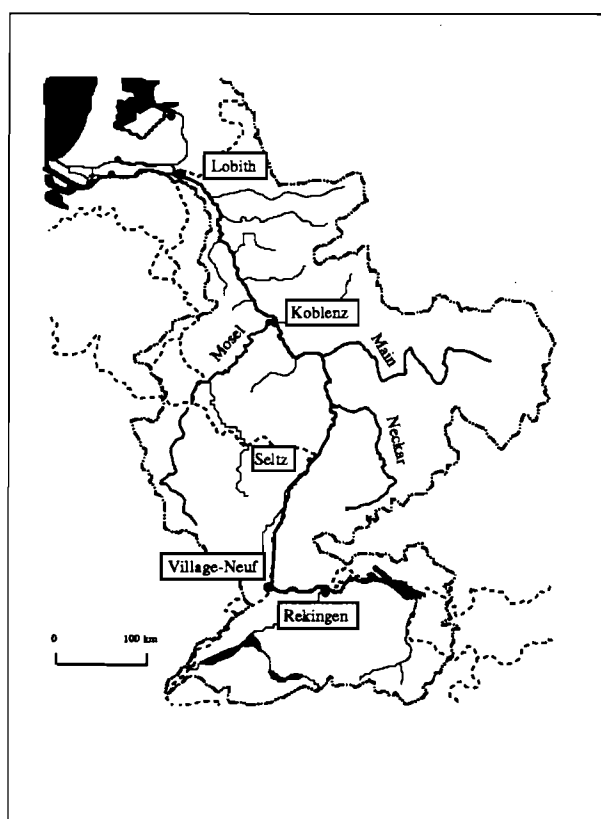 Lobith
Koblenz
Mosel
Main
Neckar
Seltz
Village-Neuf
Rekingen
0 100 km